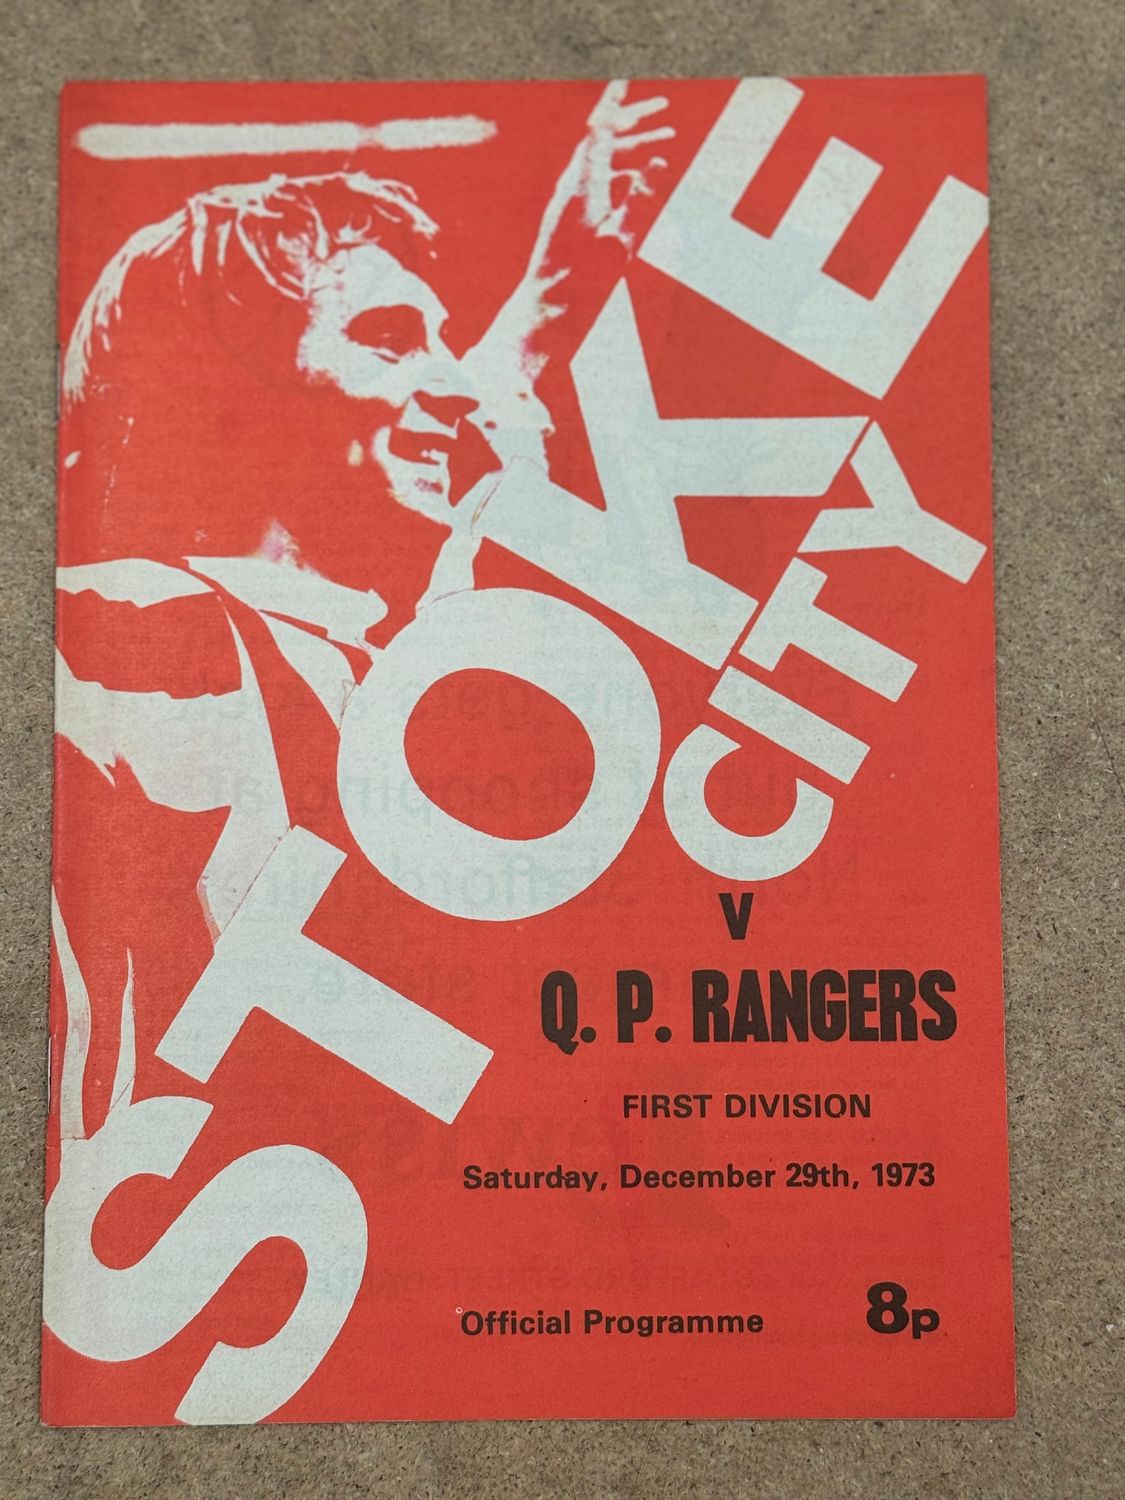 STOKE
CITY
V
Q. P. RANGERS
FIRST DIVISION
Saturday, December 29th, 1973
Official Programme 8p